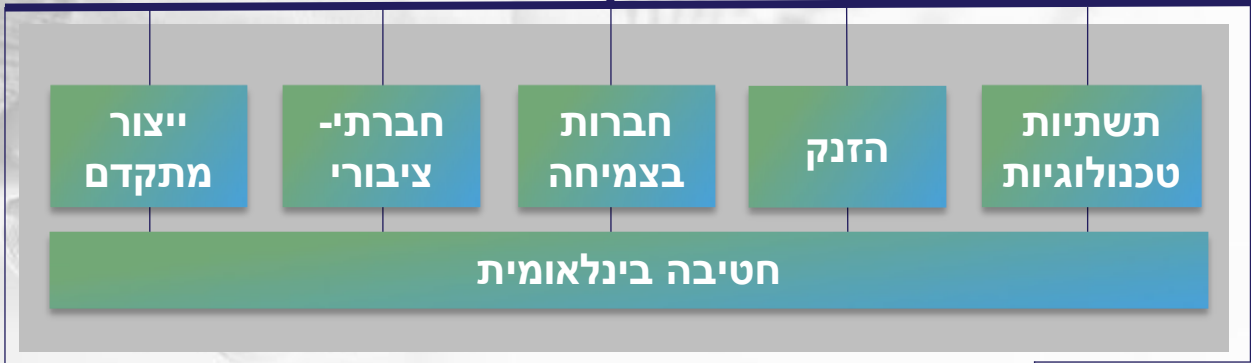 תשתיות
טכנולוגיות
הזנק
חברות
בצמיחה
חברתי-
ציבורי
ייצור
מתקדם
חטיבה בינלאומית